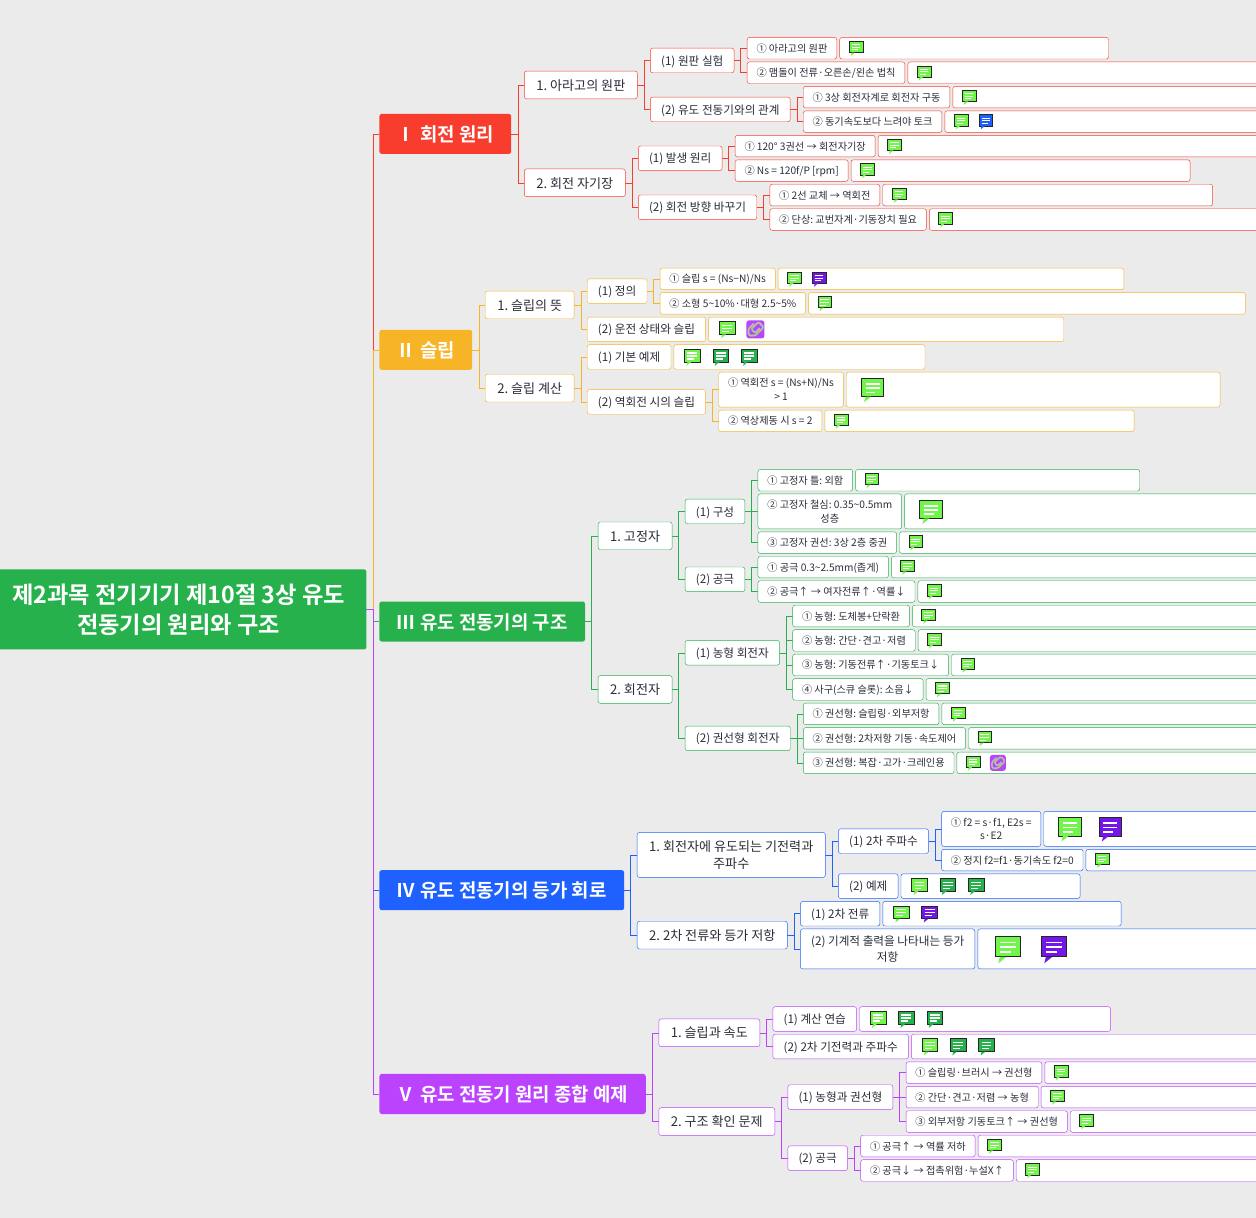 제2과목 전기기기 제10절 3상 유도
전동기의 원리와 구조
Ⅰ 회전 원리
1. 아라고의 원판
(1) 원판 실험
① 아라고의 원판
② 맴돌이 전류·오른손/왼손 법칙
(2) 유도 전동기와의 관계
① 3상 회전자계로 회전자 구동
② 동기속도보다 느려야 토크
2. 회전 자기장
(1) 발생 원리
① 120° 3권선 → 회전자기장
② Ns = 120f/P [rpm]
(2) 회전 방향 바꾸기
① 2선 교체 → 역회전
② 단상: 교번자계·기동장치 필요
Ⅱ 슬립
1. 슬립의 뜻
(1) 정의
① 슬립 s = (Ns−N)/Ns
② 소형 5~10%·대형 2.5~5%
(2) 운전 상태와 슬립
2. 슬립 계산
(1) 기본 예제
(2) 역회전 시의 슬립
① 역회전 s = (Ns+N)/Ns
> 1
② 역상제동 시 s = 2
Ⅲ 유도 전동기의 구조
1. 고정자
(1) 구성
① 고정자 틀: 외함
② 고정자 철심: 0.35~0.5mm
성층
③ 고정자 권선: 3상 2층 중권
(2) 공극
① 공극 0.3~2.5mm(좁게)
② 공극↑ → 여자전류↑·역률↓
2. 회전자
(1) 농형 회전자
① 농형: 도체봉+단락환
② 농형: 간단·견고·저렴
③ 농형: 기동전류↑·기동토크↓
④ 사구(스큐 슬롯): 소음↓
(2) 권선형 회전자
① 권선형: 슬립링·외부저항
② 권선형: 2차저항 기동·속도제어
③ 권선형: 복잡·고가·크레인용
Ⅳ 유도 전동기의 등가 회로
1. 회전자에 유도되는 기전력과
주파수
(1) 2차 주파수
① f2 = s·f1, E2s =
s·E2
② 정지 f2=f1·동기속도 f2=0
(2) 예제
2. 2차 전류와 등가 저항
(1) 2차 전류
(2) 기계적 출력을 나타내는 등가
저항
Ⅴ 유도 전동기 원리 종합 예제
1. 슬립과 속도
(1) 계산 연습
(2) 2차 기전력과 주파수
2. 구조 확인 문제
(1) 농형과 권선형
① 슬립링·브러시 → 권선형
② 간단·견고·저렴 → 농형
③ 외부저항 기동토크↑ → 권선형
(2) 공극
① 공극↑ → 역률 저하
② 공극↓ → 접촉위험·누설X↑